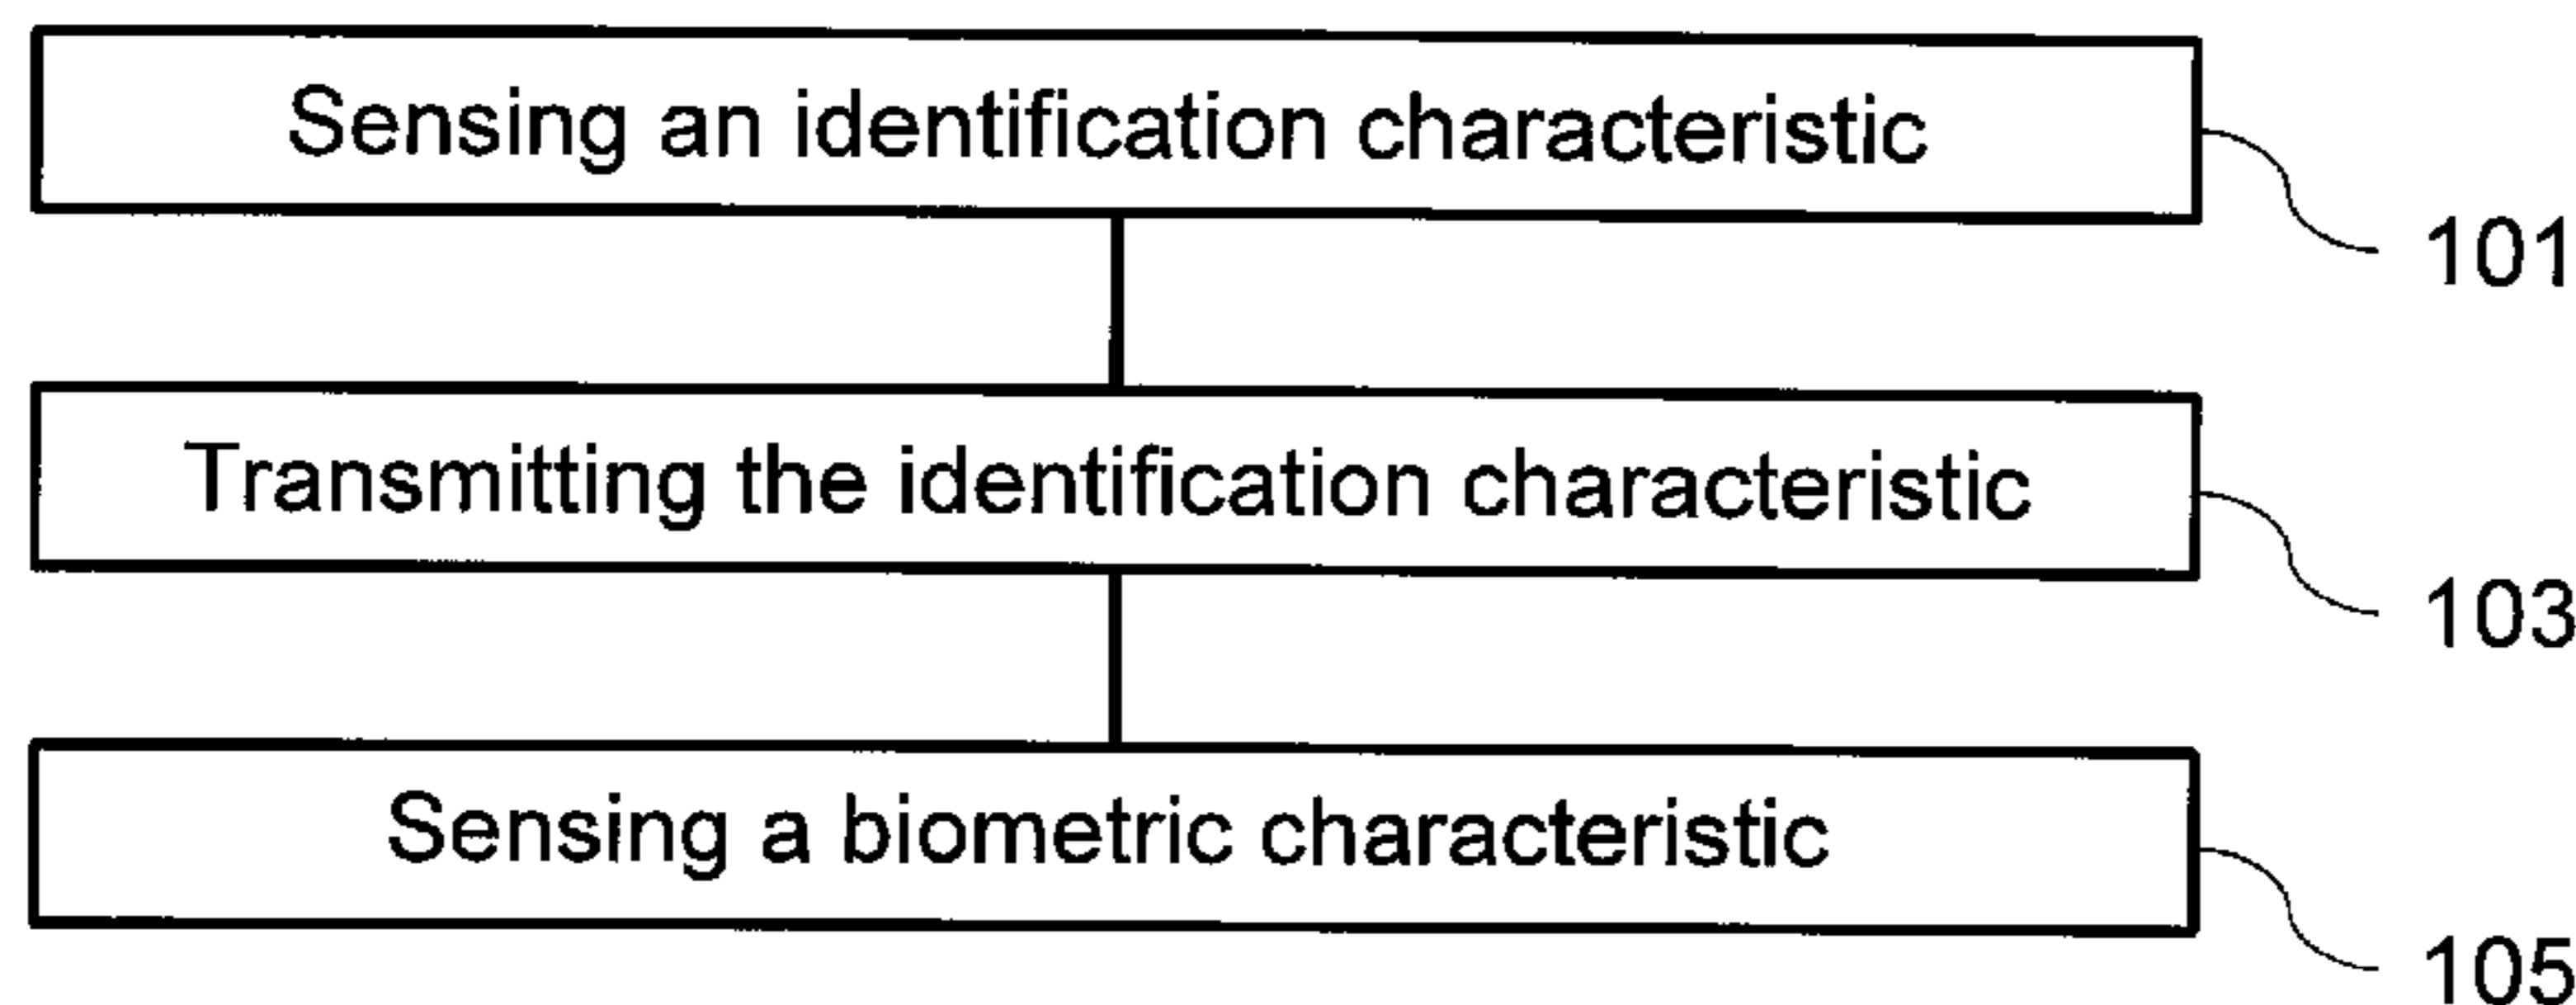 Sensing an identification characteristic
101
Transmitting the identification characteristic
103
Sensing a biometric characteristic
105